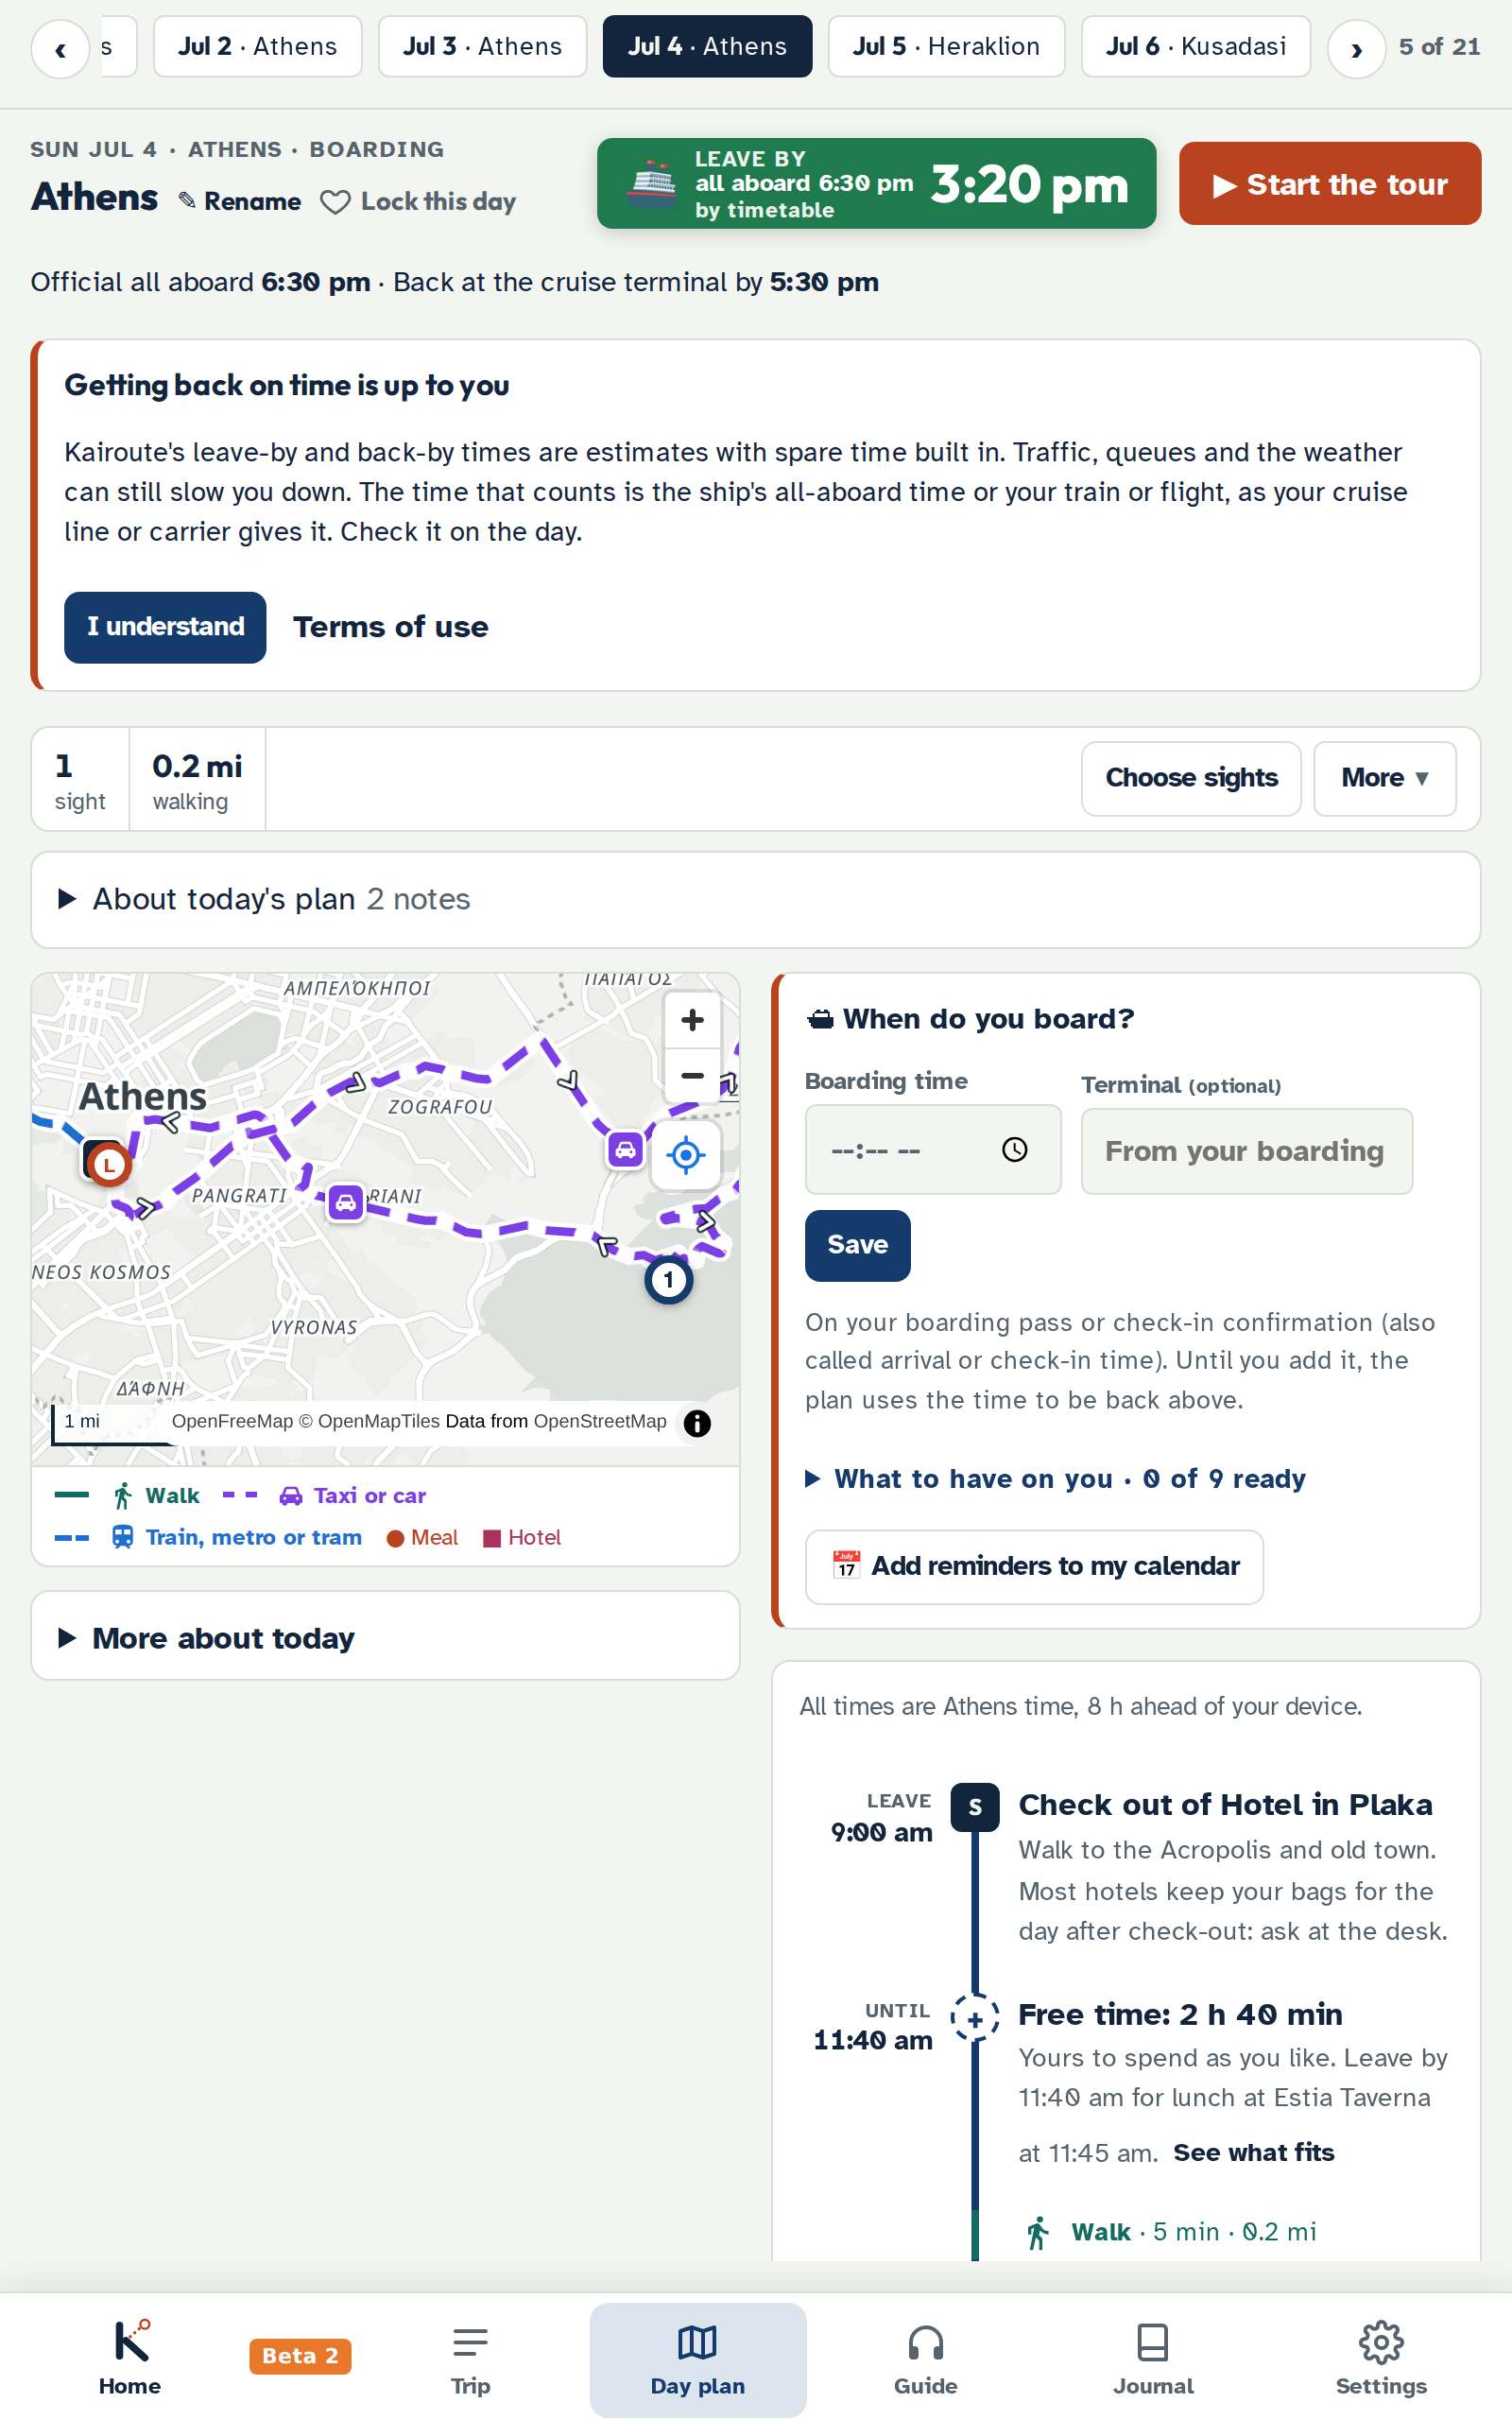 ‹
s
Jul 2 · Athens
Jul 3 · Athens
Jul 4 · Athens
Jul 5 · Heraklion
Jul 6 · Kusadasi
›
5 of 21
SUN JUL 4 · ATHENS · BOARDING
Athens
✎ Rename
Lock this day
LEAVE BY
all aboard 6:30 pm
by timetable
3:20 pm
▶ Start the tour
Official all aboard 6:30 pm · Back at the cruise terminal by 5:30 pm
Getting back on time is up to you
Kairoute's leave-by and back-by times are estimates with spare time built in. Traffic, queues and the weather
can still slow you down. The time that counts is the ship's all-aboard time or your train or flight, as your cruise
line or carrier gives it. Check it on the day.
I understand
Terms of use
1
sight
0.2 mi
walking
Choose sights
More ▼
▶ About today's plan 2 notes
ΑΜΠΕΛΌΚΗΠΟΙ
ΠΑΠΑΓΟΣ
+
−
Athens
ZOGRAFOU
L
PANGRATI
RIANI
NEOS KOSMOS
1
VYRONAS
ΔΆΦΝΗ
1 mi
OpenFreeMap © OpenMapTiles Data from OpenStreetMap
Walk
Taxi or car
Train, metro or tram
Meal
Hotel
▶ More about today
When do you board?
Boarding time
Terminal (optional)
--:-- --
From your boarding
Save
On your boarding pass or check-in confirmation (also
called arrival or check-in time). Until you add it, the
plan uses the time to be back above.
▶ What to have on you · 0 of 9 ready
Add reminders to my calendar
All times are Athens time, 8 h ahead of your device.
LEAVE
9:00 am
S
Check out of Hotel in Plaka
Walk to the Acropolis and old town.
Most hotels keep your bags for the
day after check-out: ask at the desk.
UNTIL
11:40 am
+
Free time: 2 h 40 min
Yours to spend as you like. Leave by
11:40 am for lunch at Estia Taverna
at 11:45 am. See what fits
Walk · 5 min · 0.2 mi
Home
Beta 2
Trip
Day plan
Guide
Journal
Settings